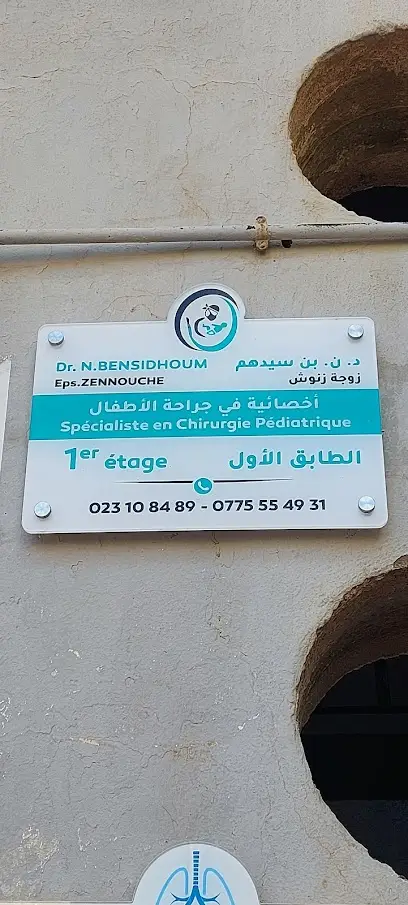 Dr. N.BENSIDHOUM د. ن. بن سيدهم
Eps.ZENNOUCHE زوجة زنوش
أخصائية في جراحة الأطفال
Spécialiste en Chirurgie Pédiatrique
1er étage الطابق الأول
023 10 84 89 - 0775 55 49 31